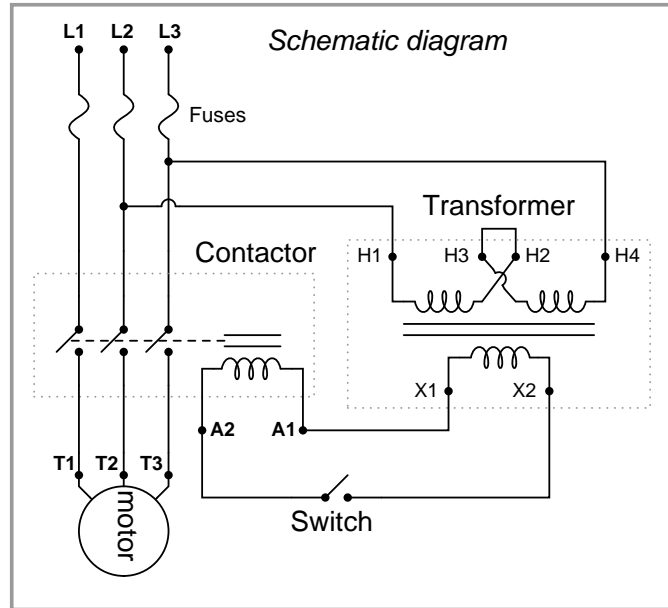 L1 L2 L3 Schematic diagram
Fuses
Transformer
Contactor
H1 H3 H2 H4
X1 X2
A2 A1
T1 T2 T3
motor
Switch